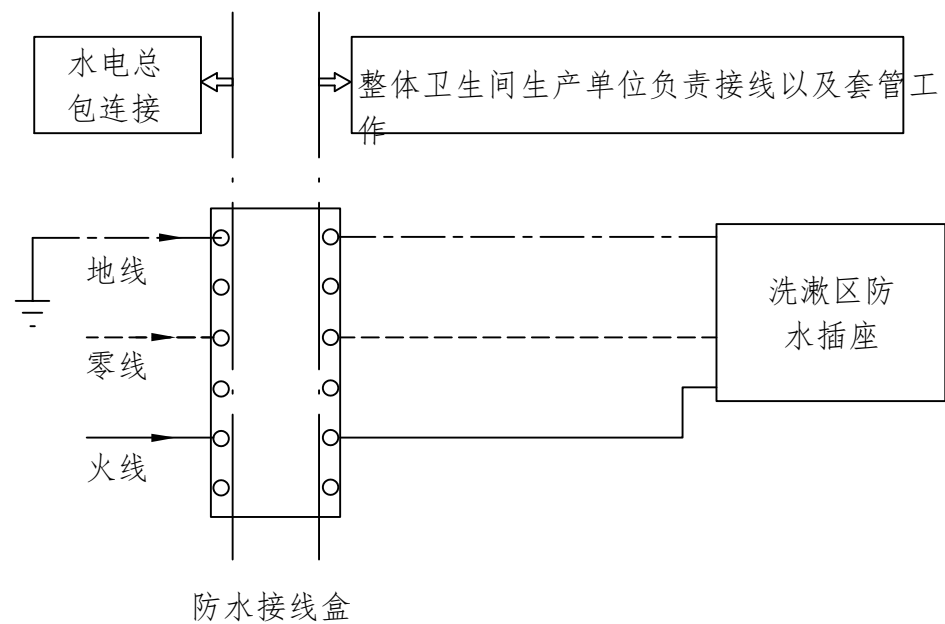 水电总
包连接
整体卫生间生产单位负责接线以及套管工
作
地线
零线
火线
洗漱区防
水插座
防水接线盒